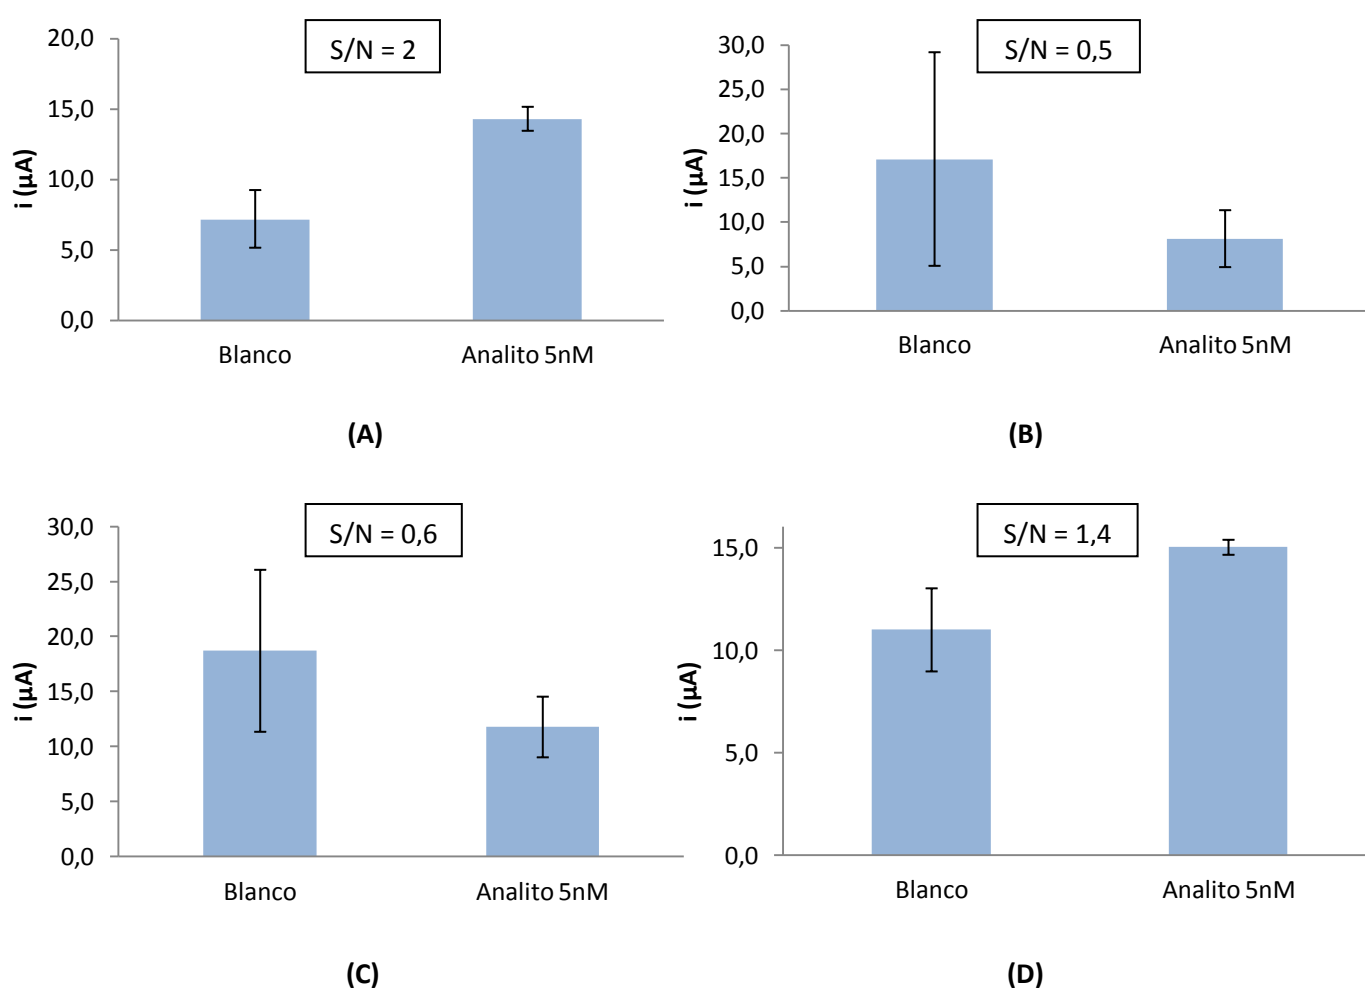 S/N = 2
20,0
15,0
10,0
5,0
0,0
i (µA)
Blanco Analito 5nM
(A)
S/N = 0,5
30,0
25,0
20,0
15,0
10,0
5,0
0,0
i (µA)
Blanco Analito 5nM
(B)
S/N = 0,6
30,0
25,0
20,0
15,0
10,0
5,0
0,0
i (µA)
Blanco Analito 5nM
(C)
S/N = 1,4
15,0
10,0
5,0
0,0
i (µA)
Blanco Analito 5nM
(D)